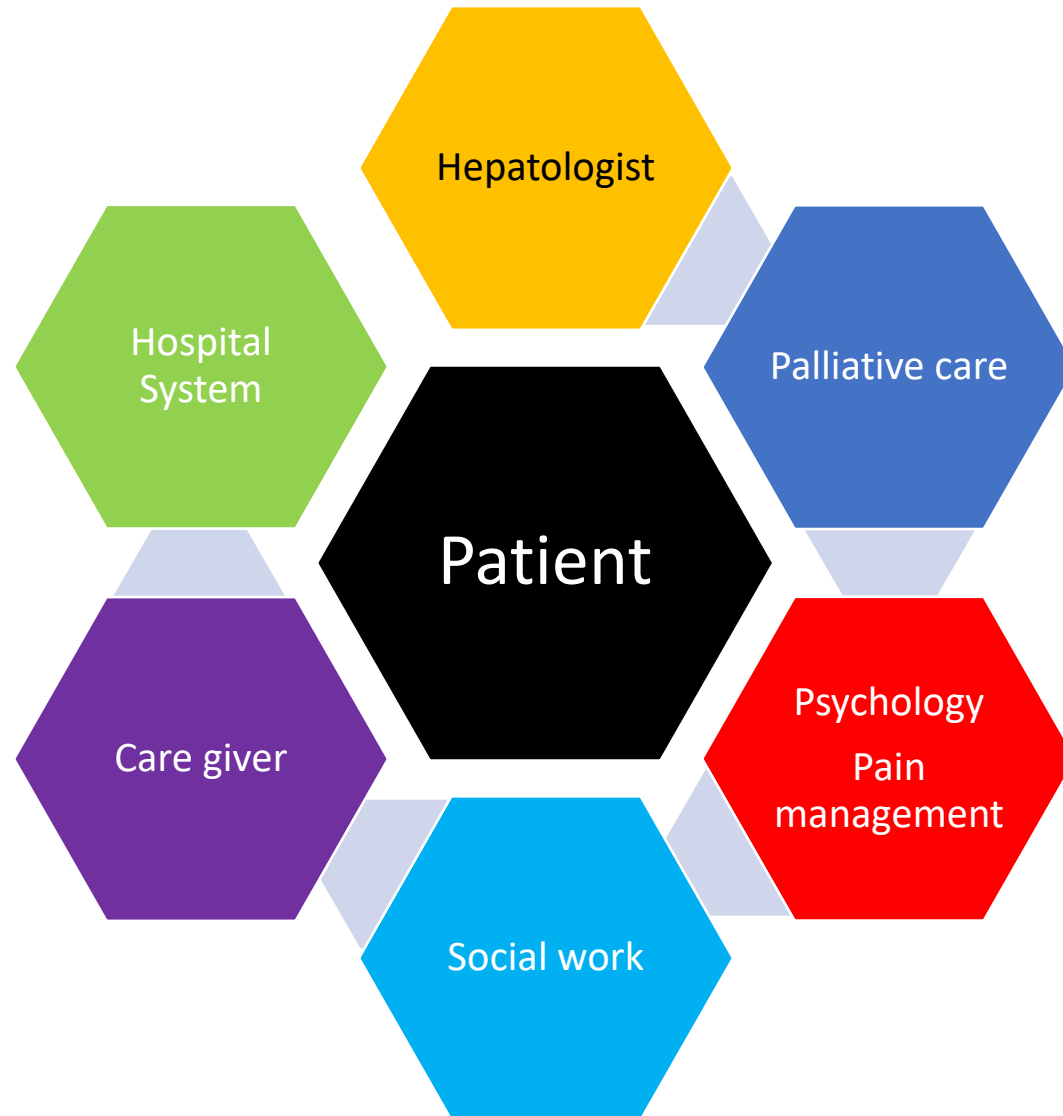 Hepatologist
Palliative care
Psychology
Pain
management
Social work
Care giver
Hospital
System
Patient